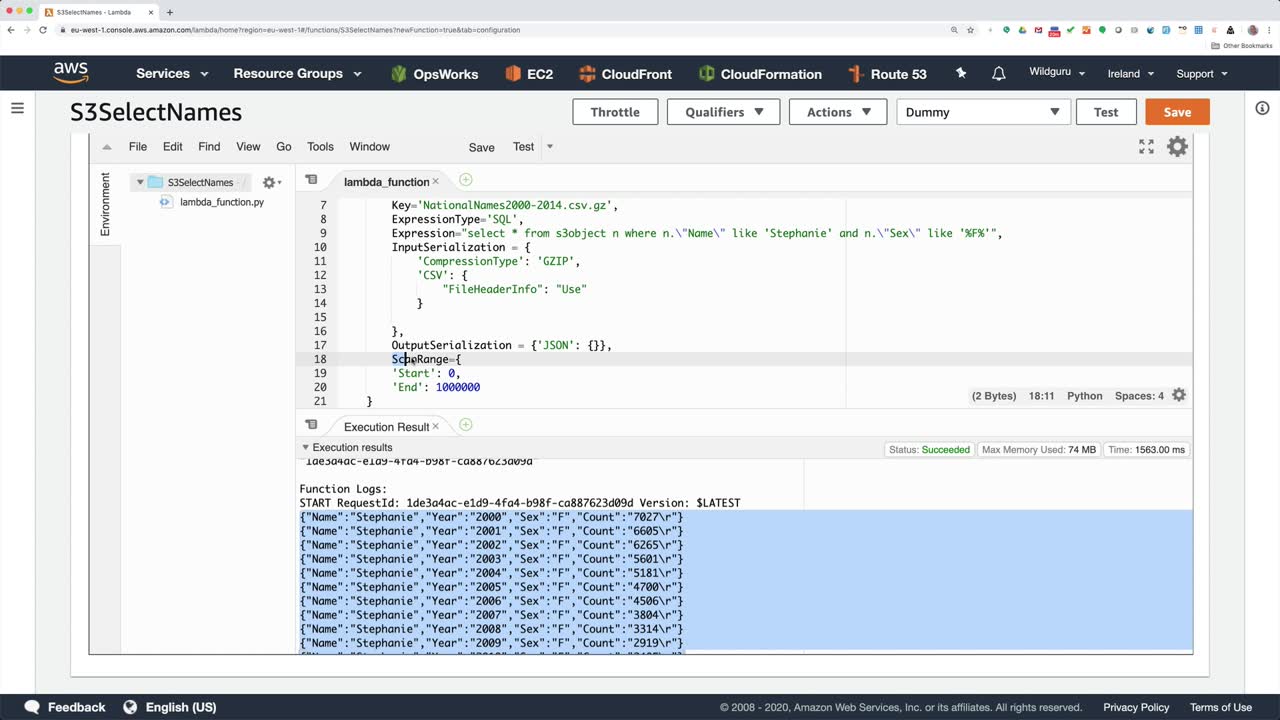 S3SelectNames - Lambda
eu-west-1.console.aws.amazon.com/lambda/home?region=eu-west-1#/functions/S3SelectNames?newFunction=true&tab=configuration
Other Bookmarks
aws
Services
Resource Groups
OpsWorks
EC2
CloudFront
CloudFormation
Route 53
Wildguru
Ireland
Support
S3SelectNames
Throttle
Qualifiers
Actions
Dummy
Test
Save
File Edit Find View Go Tools Window Save Test
Environment
S3SelectNames /
lambda_function.py
lambda_function
7 Key='NationalNames2000-2014.csv.gz',
8 ExpressionType='SQL',
9 Expression="select * from s3object n where n.\"Name\" like 'Stephanie' and n.\"Sex\" like '%F%'",
10 InputSerialization = {
11 'CompressionType': 'GZIP',
12 'CSV': {
13 "FileHeaderInfo": "Use"
14 }
15
16 },
17 OutputSerialization = {'JSON': {}},
18 ScanRange={
19 'Start': 0,
20 'End': 1000000
21 }
(2 Bytes) 18:11 Python Spaces: 4
Execution Result
Execution results
Status: Succeeded
Max Memory Used: 74 MB
Time: 1563.00 ms
"1de3a4ac-e1d9-4fa4-b98f-ca887623d09d"
Function Logs:
START RequestId: 1de3a4ac-e1d9-4fa4-b98f-ca887623d09d Version: $LATEST
{"Name":"Stephanie","Year":"2000","Sex":"F","Count":"7027\r"}
{"Name":"Stephanie","Year":"2001","Sex":"F","Count":"6605\r"}
{"Name":"Stephanie","Year":"2002","Sex":"F","Count":"6265\r"}
{"Name":"Stephanie","Year":"2003","Sex":"F","Count":"5601\r"}
{"Name":"Stephanie","Year":"2004","Sex":"F","Count":"5181\r"}
{"Name":"Stephanie","Year":"2005","Sex":"F","Count":"4700\r"}
{"Name":"Stephanie","Year":"2006","Sex":"F","Count":"4506\r"}
{"Name":"Stephanie","Year":"2007","Sex":"F","Count":"3804\r"}
{"Name":"Stephanie","Year":"2008","Sex":"F","Count":"3314\r"}
{"Name":"Stephanie","Year":"2009","Sex":"F","Count":"2919\r"}
Feedback
English (US)
© 2008 - 2020, Amazon Web Services, Inc. or its affiliates. All rights reserved.
Privacy Policy
Terms of Use